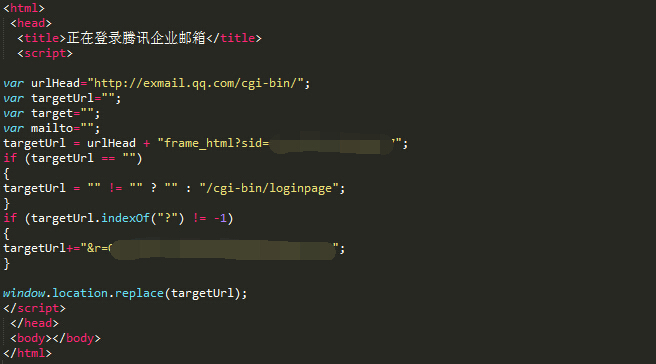 <html>
<head>
<title>正在登录腾讯企业邮箱</title>
<script>
var urlHead="http://exmail.qq.com/cgi-bin/";
var targetUrl="";
var target="";
var mailto="";
targetUrl = urlHead + "frame_html?sid= ";
if (targetUrl == "")
{
targetUrl = "" != "" ? "" : "/cgi-bin/loginpage";
}
if (targetUrl.indexOf("?") != -1)
{
targetUrl+="&r= ";
}
window.location.replace(targetUrl);
</script>
</head>
<body></body>
</html>